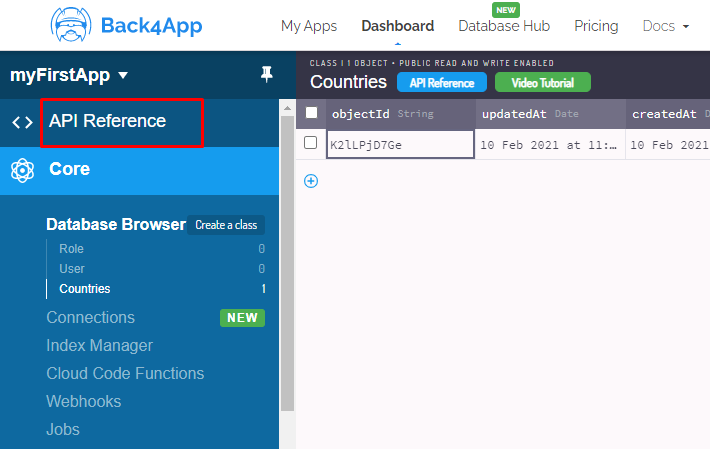 NEW
Back4App My Apps Dashboard Database Hub Pricing Docs
myFirstApp
CLASS | 1 OBJECT • PUBLIC READ AND WRITE ENABLED
Countries API Reference Video Tutorial
<> API Reference
objectId String updatedAt Date createdAt
K2lLPjD7Ge 10 Feb 2021 at 11:... 10 Feb 2021
Core
Database Browser Create a class
Role 0
User 0
Countries 1
Connections NEW
Index Manager
Cloud Code Functions
Webhooks
Jobs